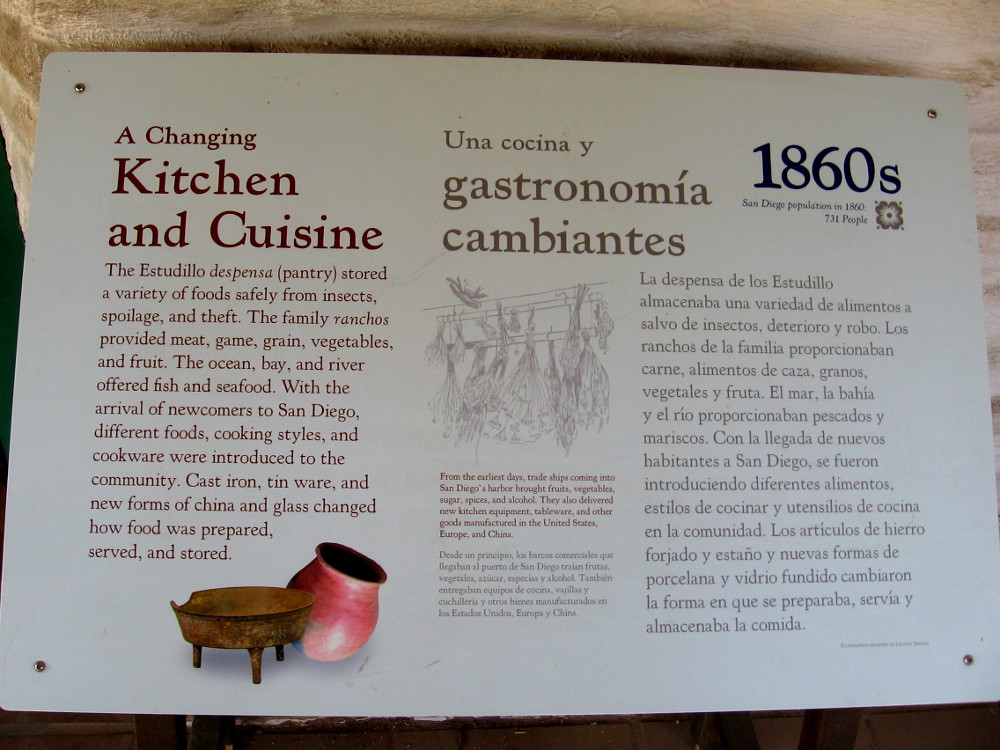 A Changing
Kitchen
and Cuisine
The Estudillo despensa (pantry) stored
a variety of foods safely from insects,
spoilage, and theft. The family ranchos
provided meat, game, grain, vegetables,
and fruit. The ocean, bay, and river
offered fish and seafood. With the
arrival of newcomers to San Diego,
different foods, cooking styles, and
cookware were introduced to the
community. Cast iron, tin ware, and
new forms of china and glass changed
how food was prepared,
served, and stored.
Una cocina y
gastronomía
cambiantes
From the earliest days, trade ships coming into
San Diego's harbor brought fruits, vegetables,
sugar, spices, and alcohol. They also delivered
new kitchen equipment, tableware, and other
goods manufactured in the United States,
Europe, and China.
Desde un principio, los barcos comerciales que
llegaban al puerto de San Diego traían frutas,
vegetales, azúcar, especias y alcohol. También
entregaban equipos de cocina, vajillas y
cuchillería y otros bienes manufacturados en
los Estados Unidos, Europa y China.
1860s
San Diego population in 1860:
731 People
La despensa de los Estudillo
almacenaba una variedad de alimentos a
salvo de insectos, deterioro y robo. Los
ranchos de la familia proporcionaban
carne, alimentos de caza, granos,
vegetales y fruta. El mar, la bahía
y el río proporcionaban pescados y
mariscos. Con la llegada de nuevos
habitantes a San Diego, se fueron
introduciendo diferentes alimentos,
estilos de cocinar y utensilios de cocina
en la comunidad. Los artículos de hierro
forjado y estaño y nuevas formas de
porcelana y vidrio fundido cambiaron
la forma en que se preparaba, servía y
almacenaba la comida.